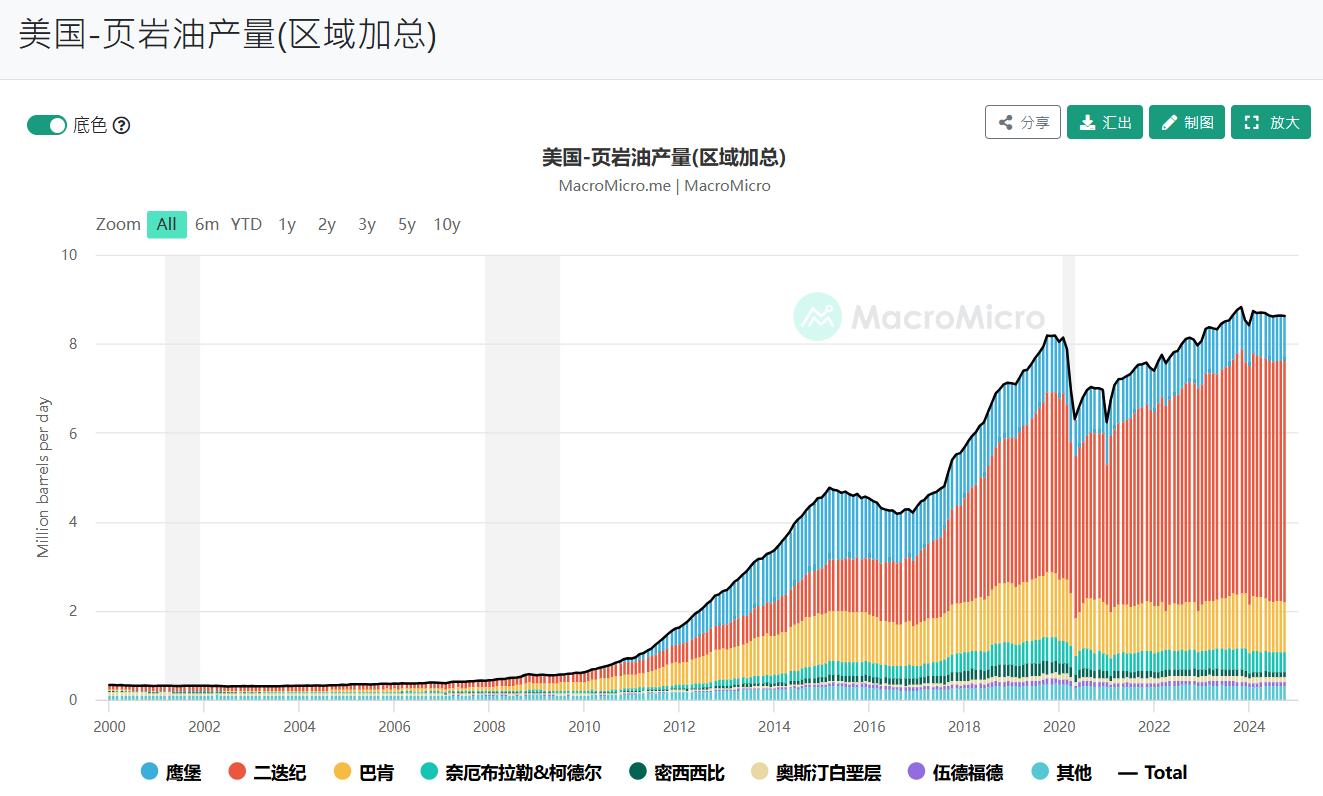 美国-页岩油产量(区域加总)
底色
分享
汇出
制图
放大
美国-页岩油产量(区域加总)
MacroMicro.me | MacroMicro
Zoom All 6m YTD 1y 2y 3y 5y 10y
MacroMicro
Million barrels per day
10
8
6
4
2
0
2000 2002 2004 2006 2008 2010 2012 2014 2016 2018 2020 2022 2024
鹰堡 二迭纪 巴肯 奈厄布拉勒&柯德尔 密西西比 奥斯汀白垩层 伍德福德 其他 Total